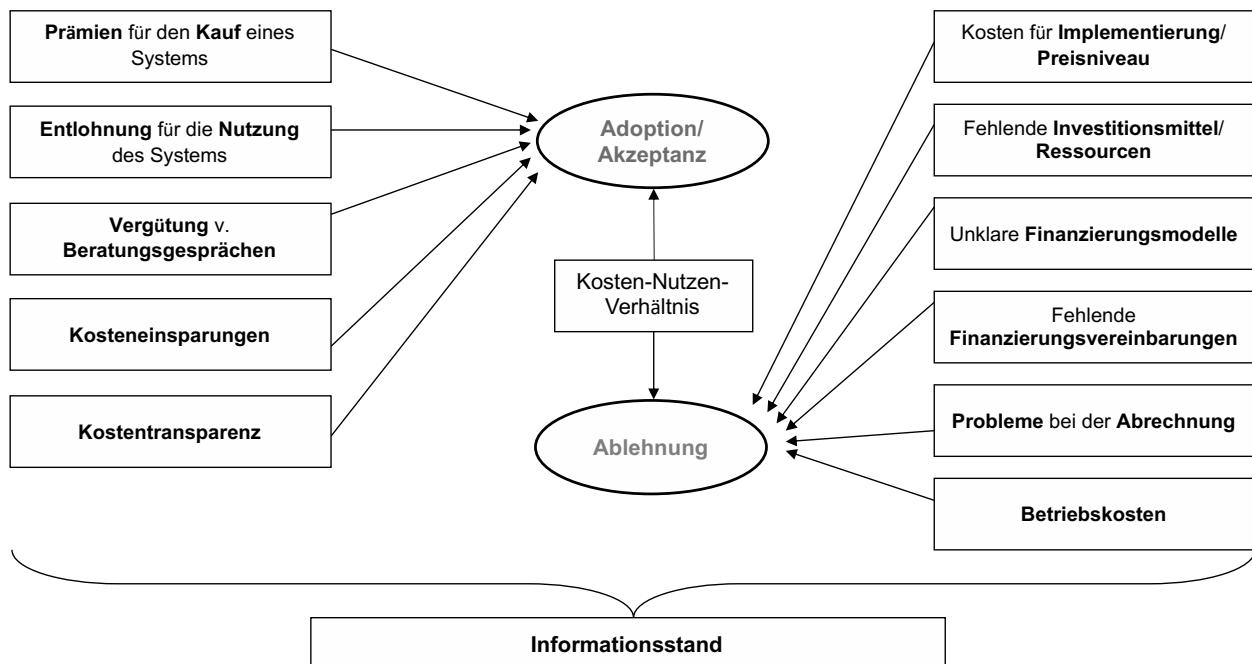 Prämien für den Kauf eines
Systems
Entlohnung für die Nutzung
des Systems
Vergütung v.
Beratungsgesprächen
Kosteneinsparungen
Kostentransparenz
Adoption/
Akzeptanz
Kosten-Nutzen-
Verhältnis
Ablehnung
Kosten für Implementierung/
Preisniveau
Fehlende Investitionsmittel/
Ressourcen
Unklare Finanzierungsmodelle
Fehlende
Finanzierungsvereinbarungen
Probleme bei der Abrechnung
Betriebskosten
Informationsstand